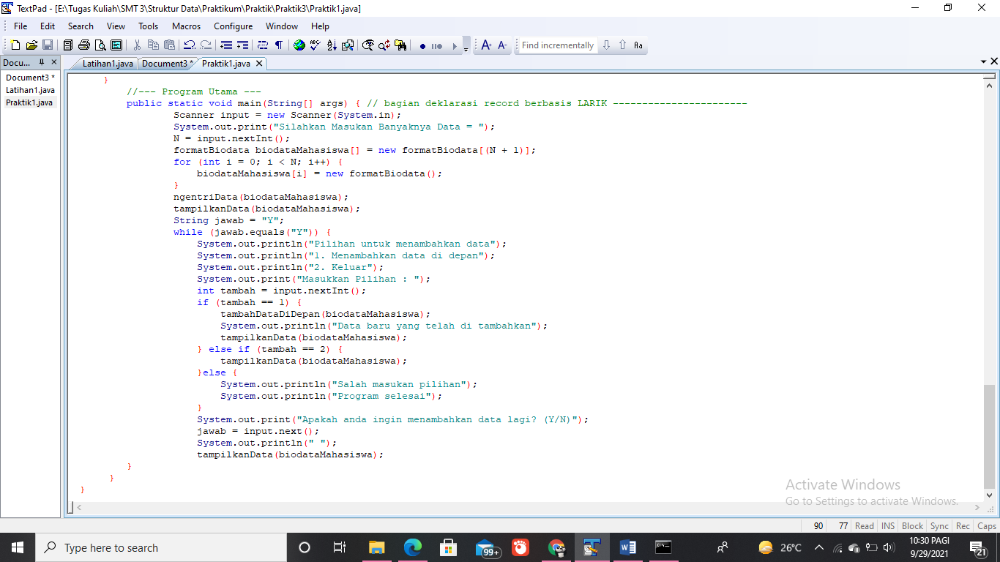 TextPad - [E:\Tugas Kuliah\SMT 3\Struktur Data\Praktikum\Praktik\Praktik3\Praktik1.java]
File Edit Search View Tools Macros Configure Window Help
Find incrementally
Docu...
Latihan1.java Document3 * Praktik1.java
Document3 *
Latihan1.java
Praktik1.java
}
//--- Program Utama ---
public static void main(String[] args) { // bagian deklarasi record berbasis LARIK -----------------------
Scanner input = new Scanner(System.in);
System.out.print("Silahkan Masukan Banyaknya Data = ");
N = input.nextInt();
formatBiodata biodataMahasiswa[] = new formatBiodata[(N + 1)];
for (int i = 0; i < N; i++) {
biodataMahasiswa[i] = new formatBiodata();
}
ngentriData(biodataMahasiswa);
tampilkanData(biodataMahasiswa);
String jawab = "Y";
while (jawab.equals("Y")) {
System.out.println("Pilihan untuk menambahkan data");
System.out.println("1. Menambahkan data di depan");
System.out.println("2. Keluar");
System.out.print("Masukkan Pilihan : ");
int tambah = input.nextInt();
if (tambah == 1) {
tambahDataDiDepan(biodataMahasiswa);
System.out.println("Data baru yang telah di tambahkan");
tampilkanData(biodataMahasiswa);
} else if (tambah == 2) {
tampilkanData(biodataMahasiswa);
}else {
System.out.println("Salah masukan pilihan");
System.out.println("Program selesai");
}
System.out.print("Apakah anda ingin menambahkan data lagi? (Y/N)");
jawab = input.next();
System.out.println(" ");
tampilkanData(biodataMahasiswa);
}
}
}
Activate Windows
Go to Settings to activate Windows.
90 77 Read INS Block Sync Rec Caps
Type here to search
99+
26°C
10:30 PAGI
9/29/2021
21